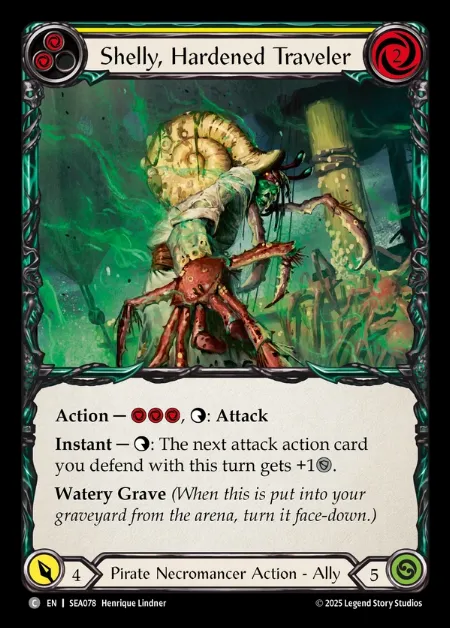 Shelly, Hardened Traveler
2
Action — , : Attack
Instant — : The next attack action card
you defend with this turn gets +1.
Watery Grave (When this is put into your
graveyard from the arena, turn it face-down.)
4 Pirate Necromancer Action - Ally 5
C EN | SEA078 Henrique Lindner © 2025 Legend Story Studios